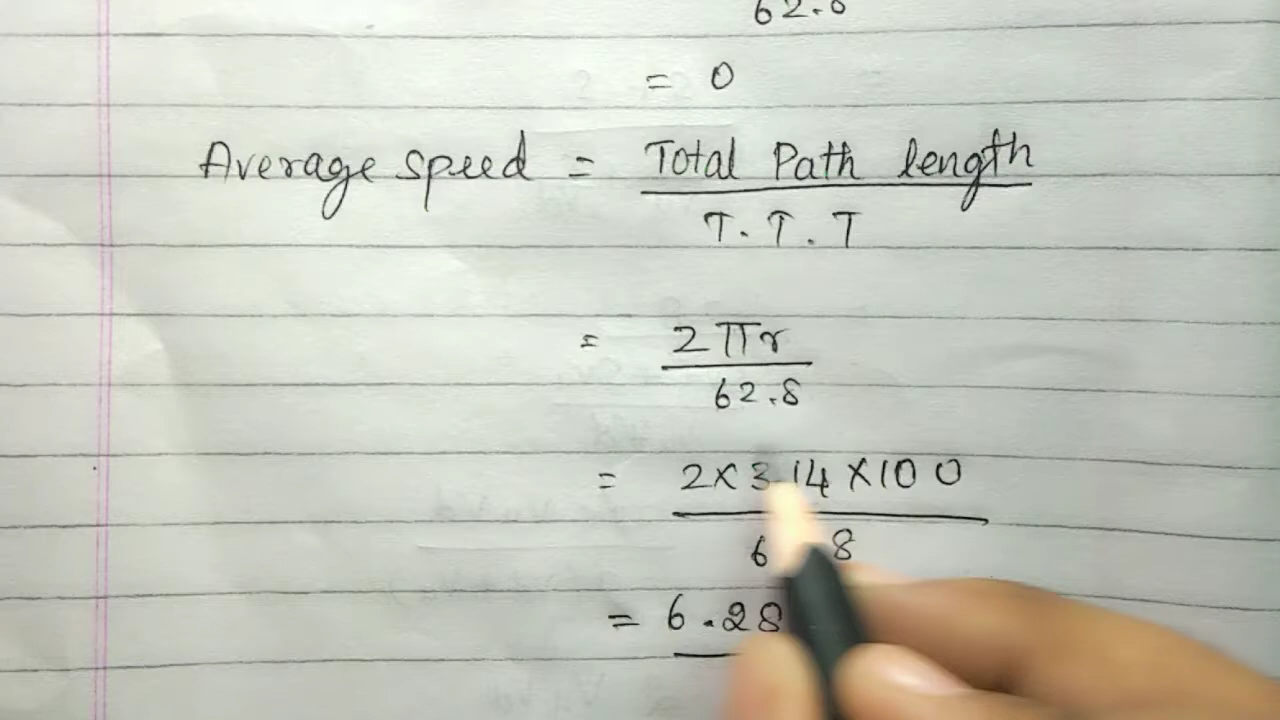 = 0
Average speed = Total Path length
T. T. T
= 2πr
62.8
= 2×3.14×100
= 6.28